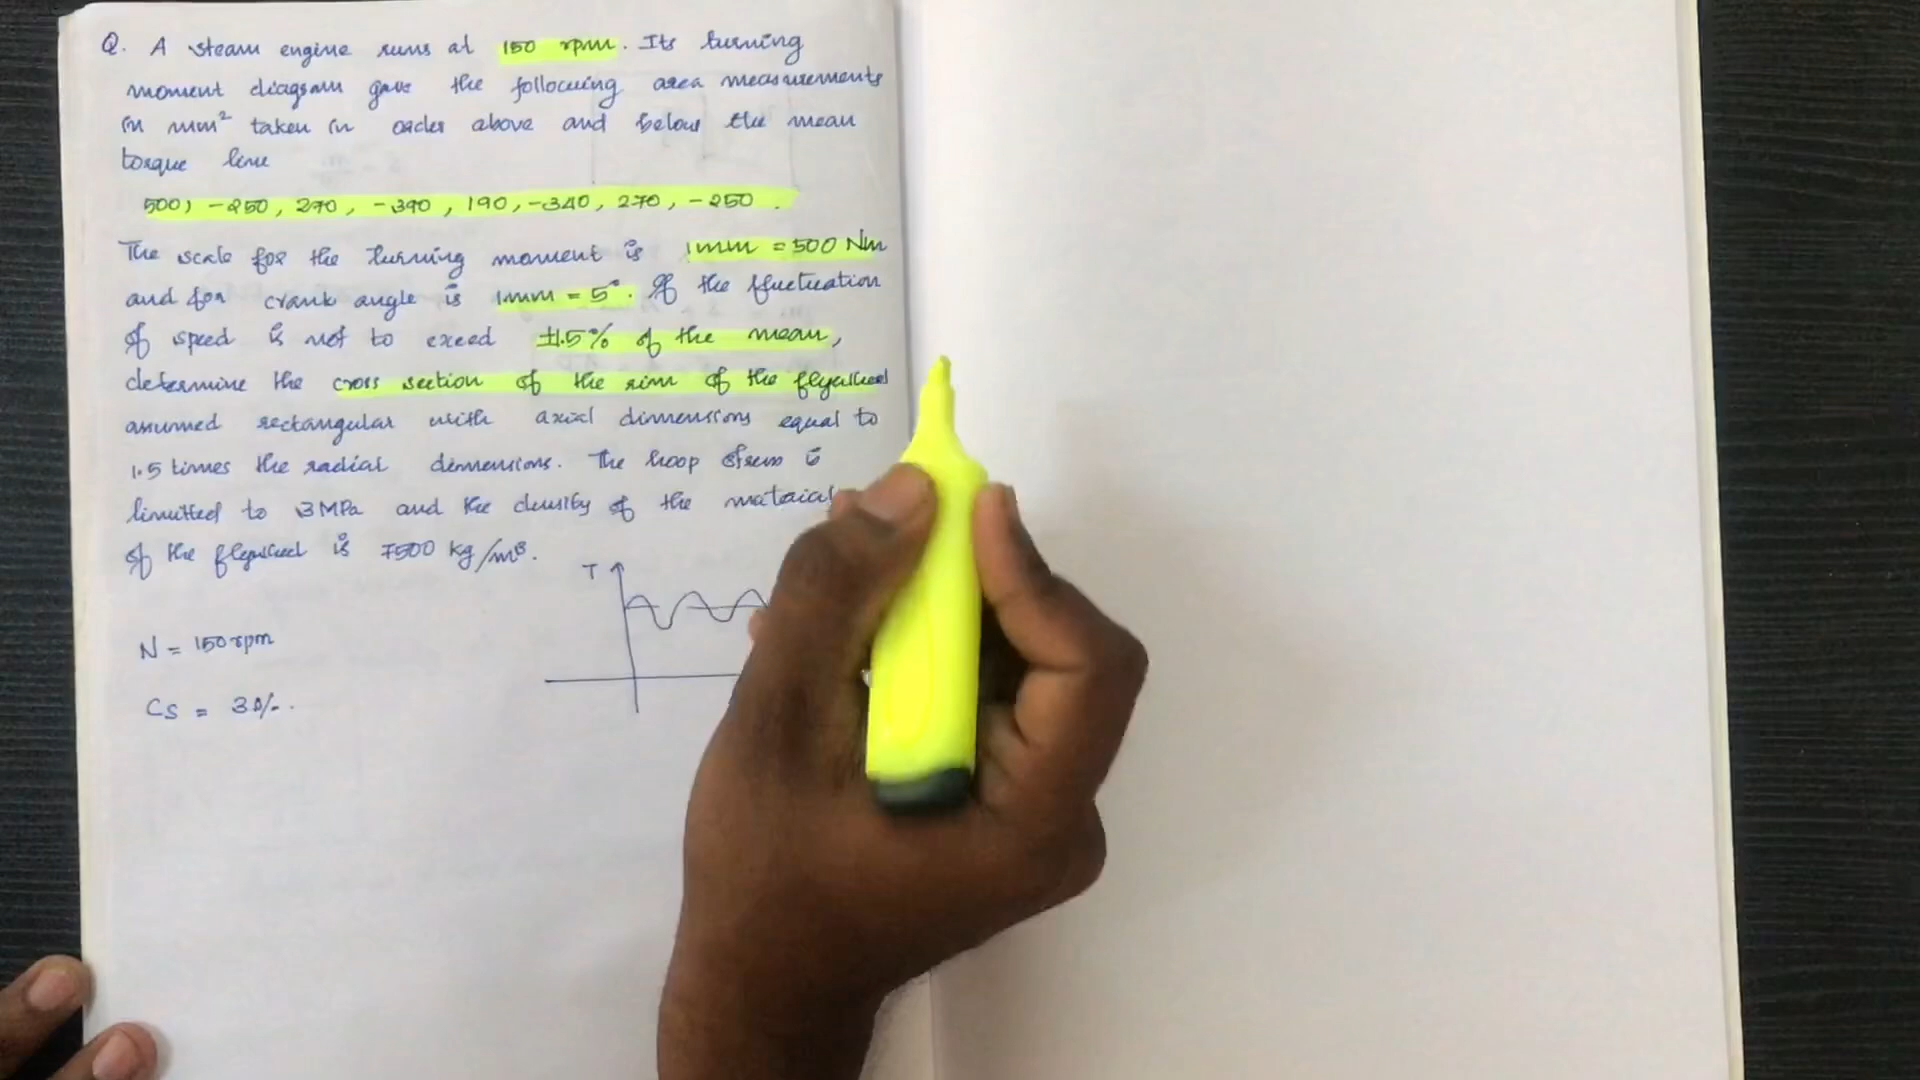 Q. A steam engine runs at 150 rpm. Its turning
moment diagram gave the following area measurements
in mm² taken in order above and below the mean
torque line
500, -250, 270, -390, 190, -340, 270, -250.
The scale for the turning moment is 1mm = 500 Nm
and for crank angle is 1mm = 5°. If the fluctuation
of speed is not to exceed ±1.5% of the mean,
determine the cross section of the rim of the flywheel
assumed rectangular with axial dimensions equal to
1.5 times the radial dimensions. The hoop stress is
limitted to 3MPa and the density of the material
of the flywheel is 7500 kg/m³.
T
N = 150rpm
Cs = 3%.